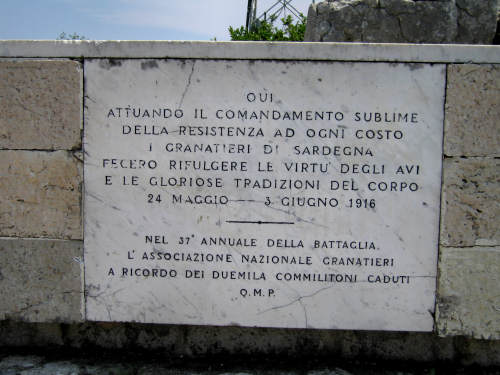 QUI
ATTUANDO IL COMANDAMENTO SUBLIME
DELLA RESISTENZA AD OGNI COSTO
I GRANATIERI DI SARDEGNA
FECERO RIFULGERE LE VIRTU' DEGLI AVI
E LE GLORIOSE TRADIZIONI DEL CORPO
24 MAGGIO — 3 GIUGNO 1916
NEL 37° ANNUALE DELLA BATTAGLIA.
L'ASSOCIAZIONE NAZIONALE GRANATIERI
A RICORDO DEI DUEMILA COMMILITONI CADUTI
Q.M.P.